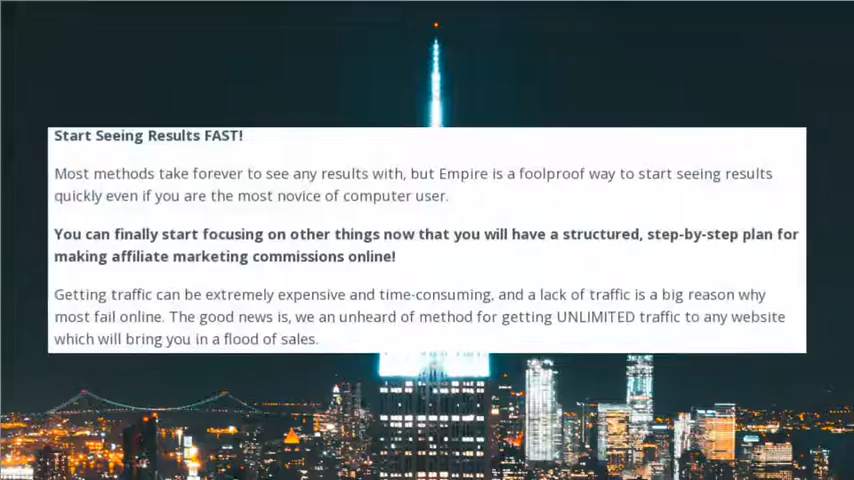 Start Seeing Results FAST!
Most methods take forever to see any results with, but Empire is a foolproof way to start seeing results
quickly even if you are the most novice of computer user.
You can finally start focusing on other things now that you will have a structured, step-by-step plan for
making affiliate marketing commissions online!
Getting traffic can be extremely expensive and time-consuming, and a lack of traffic is a big reason why
most fail online. The good news is, we an unheard of method for getting UNLIMITED traffic to any website
which will bring you in a flood of sales.